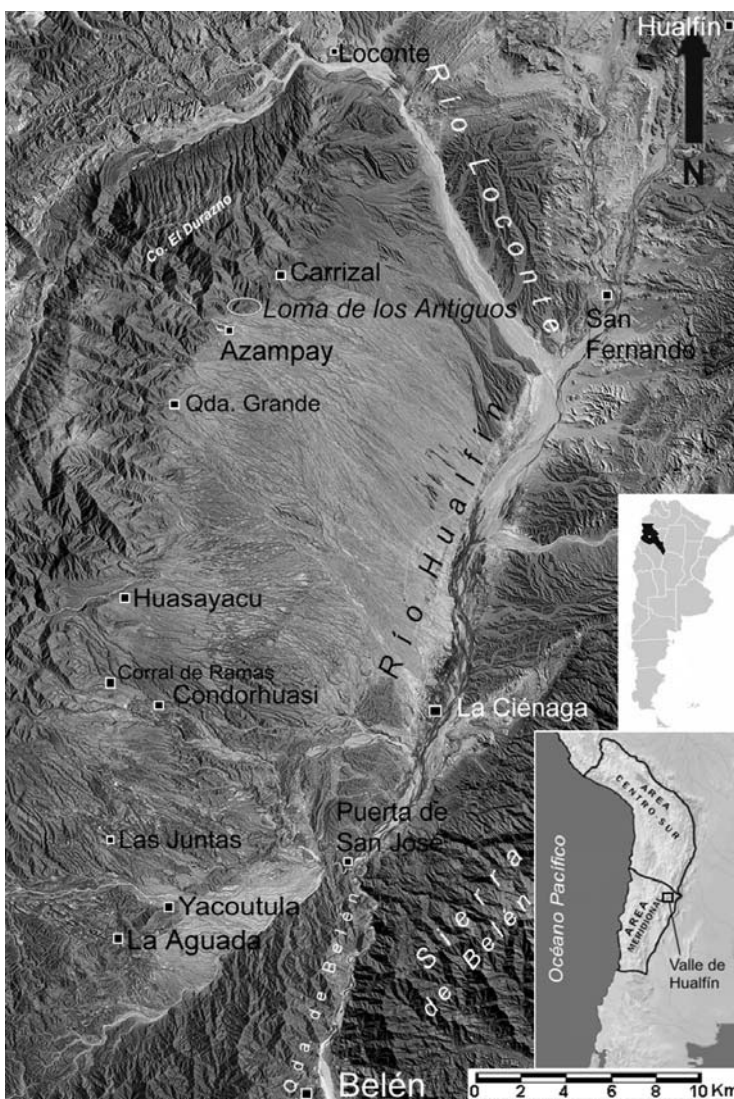 Hualfín
Loconte
Río Loconte
N
Co. El Durazno
Carrizal
Loma de los Antiguos
San
Fernando
Azampay
Qda. Grande
Río Hualfín
Huasayacu
Corral de Ramas
Condorhuasi
La Ciénaga
Puerta de
San José
Las Juntas
Yacoutula
La Aguada
Sierra
de Belén
Qda de Belén
Belén
AREA
CENTRO SUR
Océano Pacífico
AREA
MERIDIONAL
Valle de
Hualfín
0 2 4 6 8 10 Km